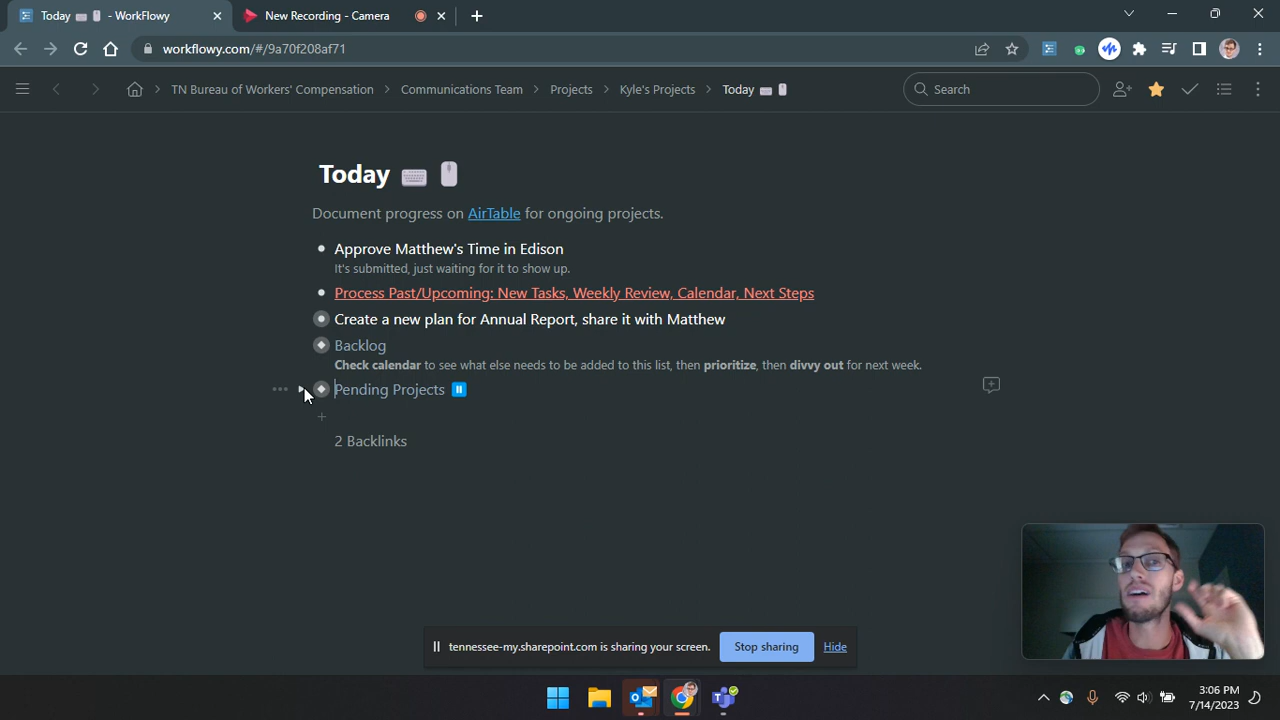 Today - WorkFlowy
New Recording - Camera
workflowy.com/#/9a70f208af71
TN Bureau of Workers' Compensation > Communications Team > Projects > Kyle's Projects > Today
Search
Today
Document progress on AirTable for ongoing projects.
Approve Matthew's Time in Edison
It's submitted, just waiting for it to show up.
Process Past/Upcoming: New Tasks, Weekly Review, Calendar, Next Steps
Create a new plan for Annual Report, share it with Matthew
Backlog
Check calendar to see what else needs to be added to this list, then prioritize, then divvy out for next week.
Pending Projects
2 Backlinks
tennessee-my.sharepoint.com is sharing your screen.
Stop sharing
Hide
3:06 PM
7/14/2023